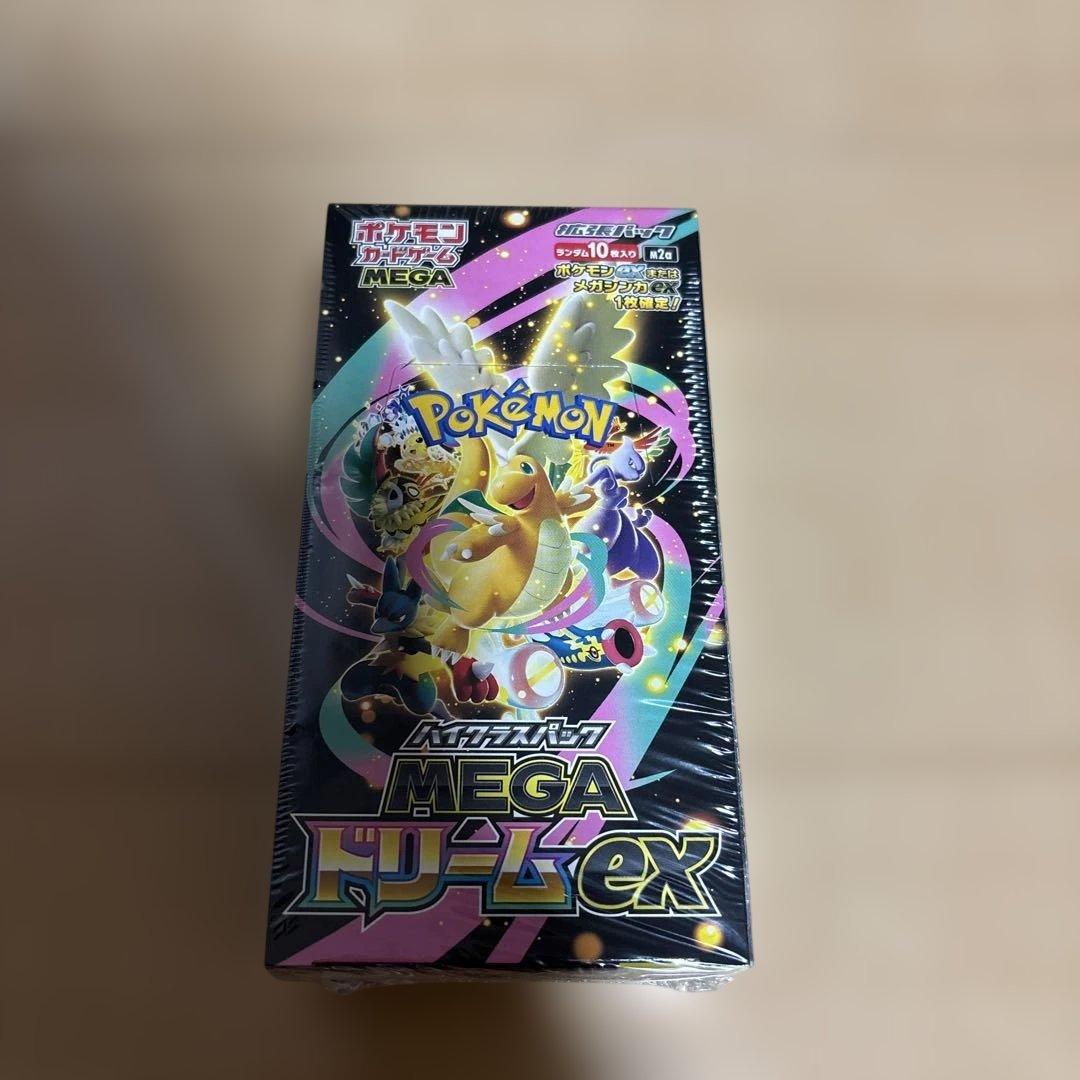 ポケモン
カードゲーム
MEGA
拡張パック
ランダム10枚入り
M2a
ポケモンexまたは
メガシンカex
1枚確定!
POKéMON
TM
ハイクラスパック
MEGA
ドリームex